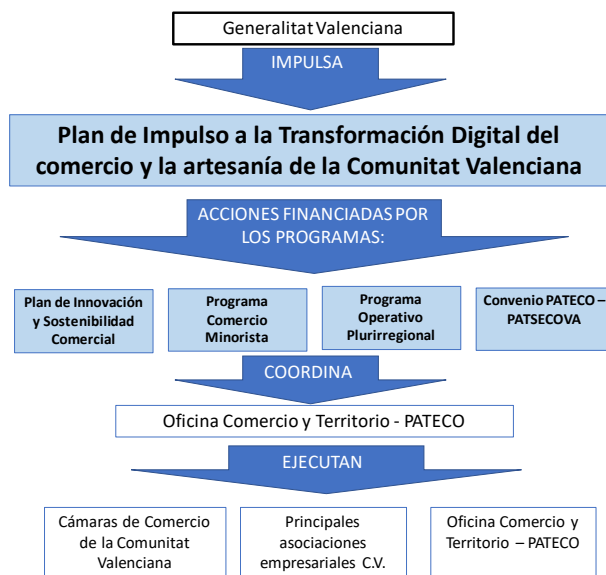 Generalitat Valenciana
IMPULSA
Plan de Impulso a la Transformación Digital del
comercio y la artesanía de la Comunitat Valenciana
ACCIONES FINANCIADAS POR
LOS PROGRAMAS:
Plan de Innovación
y Sostenibilidad
Comercial
Programa
Comercio
Minorista
Programa
Operativo
Plurirregional
Convenio PATECO –
PATSECOVA
COORDINA
Oficina Comercio y Territorio - PATECO
EJECUTAN
Cámaras de Comercio
de la Comunitat
Valenciana
Principales
asociaciones
empresariales C.V.
Oficina Comercio y
Territorio – PATECO